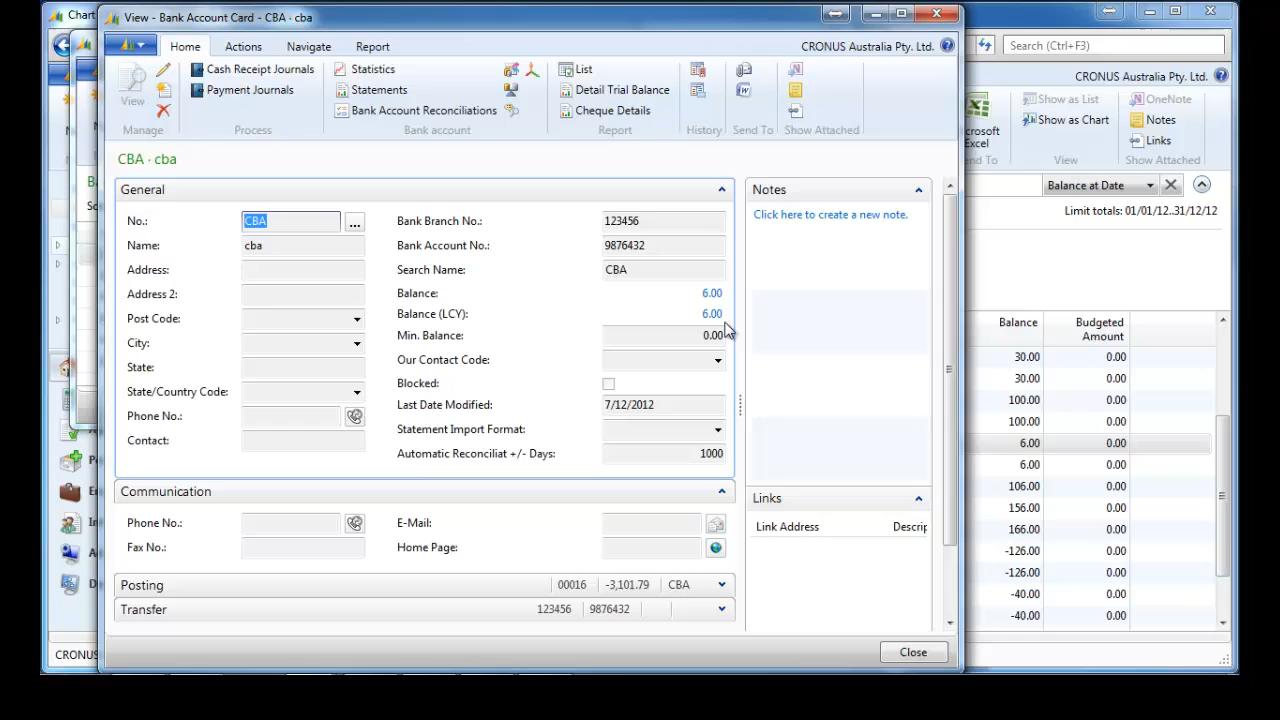 Chart
View - Bank Account Card - CBA · cba
Home
Actions
Navigate
Report
CRONUS Australia Pty. Ltd.
Search (Ctrl+F3)
View
Manage
Cash Receipt Journals
Payment Journals
Process
Statistics
Statements
Bank Account Reconciliations
Bank account
List
Detail Trial Balance
Cheque Details
Report
History
Send To
Show Attached
CRONUS Australia Pty. Ltd.
Excel
Show as List
Show as Chart
View
OneNote
Notes
Links
Show Attached
Balance at Date
Limit totals: 01/01/12..31/12/12
CBA · cba
General
No.: CBA
Name: cba
Address:
Address 2:
Post Code:
City:
State:
State/Country Code:
Phone No.:
Contact:
Bank Branch No.: 123456
Bank Account No.: 9876432
Search Name: CBA
Balance: 6.00
Balance (LCY): 6.00
Min. Balance: 0.00
Our Contact Code:
Blocked:
Last Date Modified: 7/12/2012
Statement Import Format:
Automatic Reconciliat +/- Days: 1000
Communication
Phone No.:
Fax No.:
E-Mail:
Home Page:
Posting 00016 -3,101.79 CBA
Transfer 123456 9876432
Notes
Click here to create a new note.
Links
Link Address Descrip
Close
Balance Budgeted Amount
30.00 0.00
30.00 0.00
100.00 0.00
100.00 0.00
6.00 0.00
6.00 0.00
106.00 0.00
156.00 0.00
166.00 0.00
-126.00 0.00
-126.00 0.00
-40.00 0.00
-40.00 0.00
CRONUS